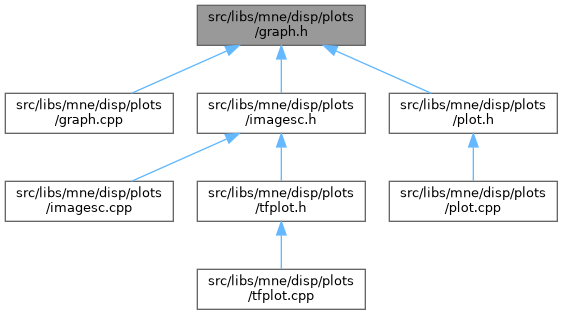 src/libs/mne/disp/plots
/graph.h
src/libs/mne/disp/plots
/graph.cpp
src/libs/mne/disp/plots
/imagesc.h
src/libs/mne/disp/plots
/plot.h
src/libs/mne/disp/plots
/imagesc.cpp
src/libs/mne/disp/plots
/tfplot.h
src/libs/mne/disp/plots
/plot.cpp
src/libs/mne/disp/plots
/tfplot.cpp